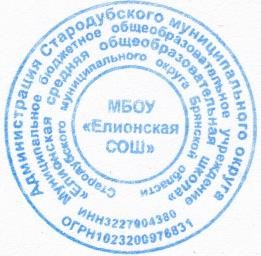 Администрация Стародубского муниципального округа
Муниципальное бюджетное общеобразовательное учреждение
«Елионская средняя общеобразовательная школа»
Стародубского муниципального округа Брянской области
МБОУ
«Елионская
СОШ»
ИНН3227004380
ОГРН1023200976831